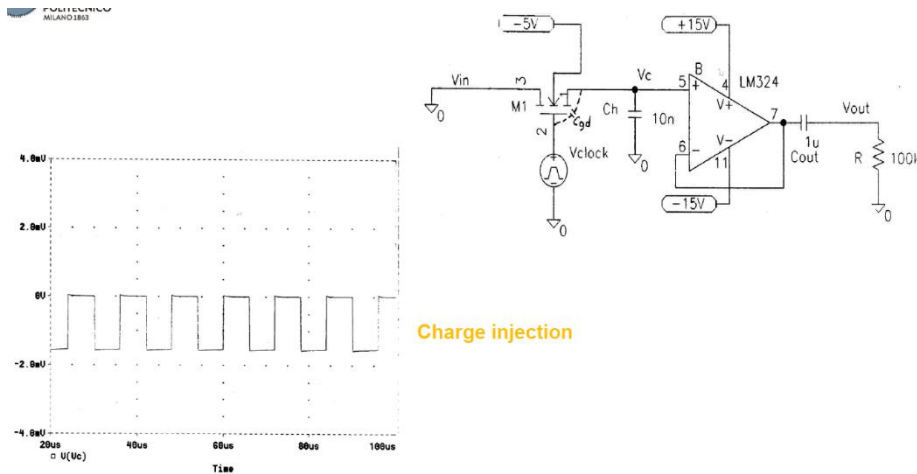 POLITECNICO
MILANO 1863
-5V
+15V
Vin
3
M1
2
Cgd
Vclock
Vc
Ch
10n
5
B
+
4
LM324
V+
7
6
-
V-
11
-15V
1u
Cout
Vout
R
100k
0
0
0
0
4.0mV
2.0mV
0V
-2.0mV
-4.0mV
20us
40us
60us
80us
100us
V(Vc)
Time
Charge injection